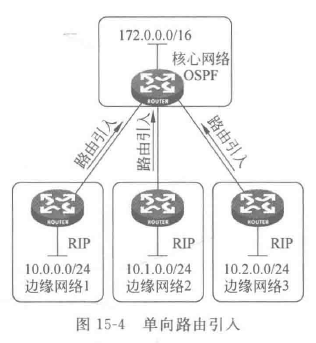 172.0.0.0/16
核心网络
OSPF
ROUTER
路由引入
路由引入
路由引入
ROUTER
ROUTER
ROUTER
RIP
RIP
RIP
10.0.0.0/24
10.1.0.0/24
10.2.0.0/24
边缘网络1
边缘网络2
边缘网络3
图 15-4 单向路由引入